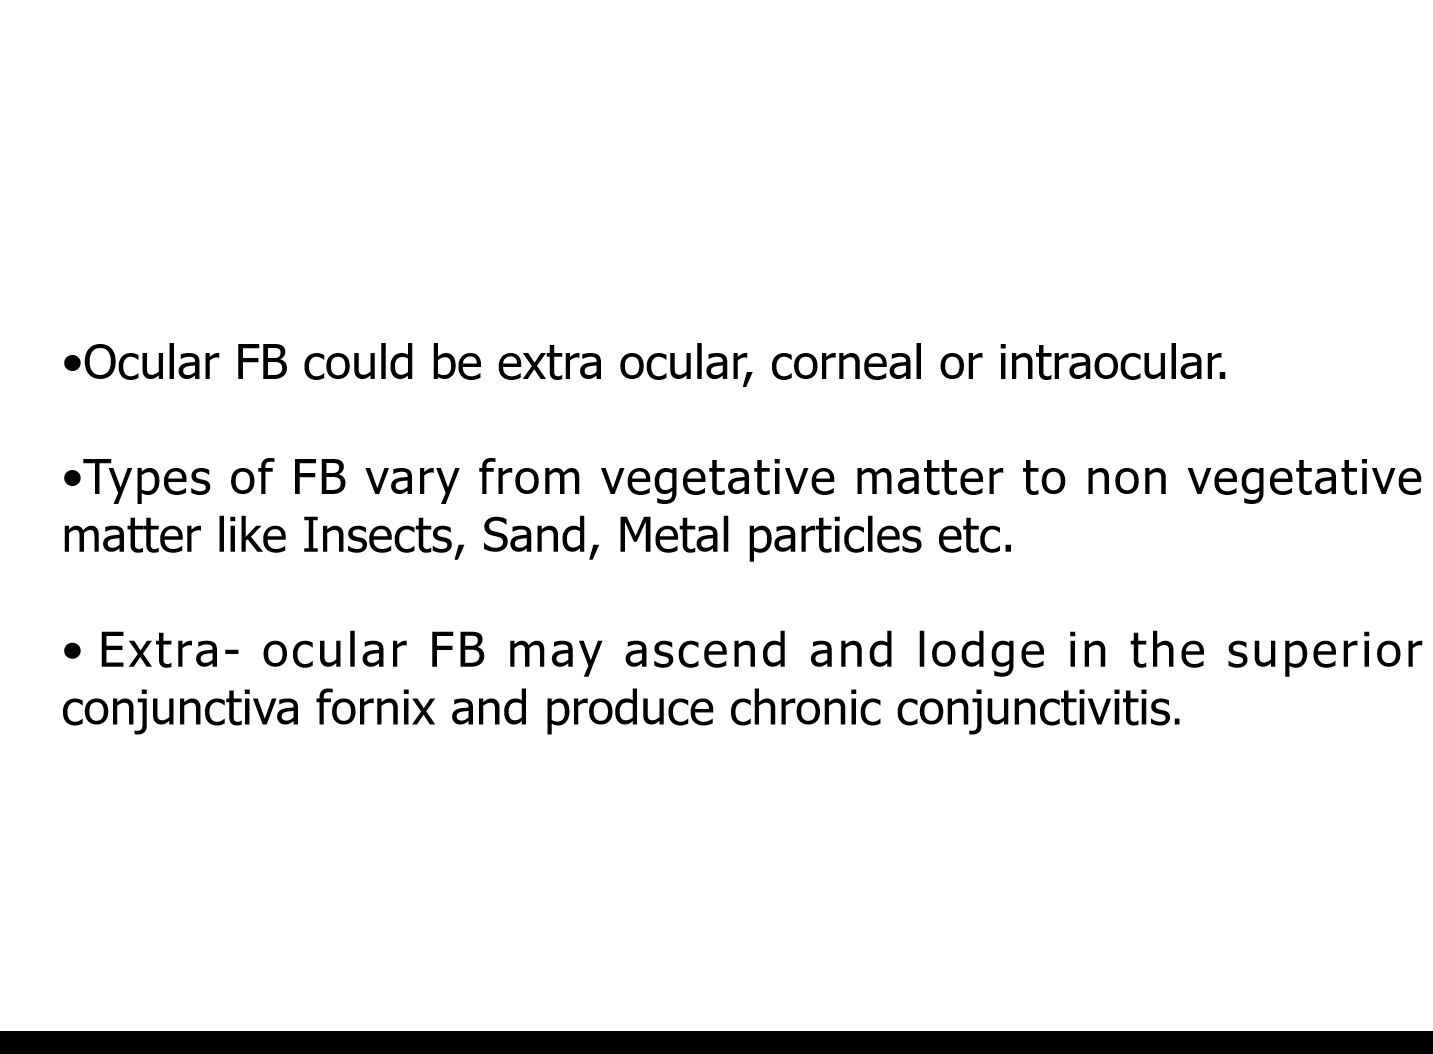 •Ocular FB could be extra ocular, corneal or intraocular.
•Types of FB vary from vegetative matter to non vegetative
matter like Insects, Sand, Metal particles etc.
• Extra- ocular FB may ascend and lodge in the superior
conjunctiva fornix and produce chronic conjunctivitis.